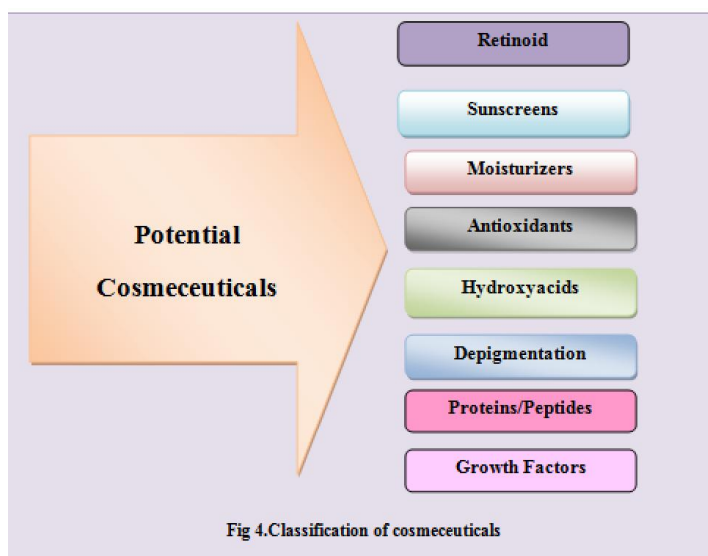 Potential
Cosmeceuticals
Retinoid
Sunscreens
Moisturizers
Antioxidants
Hydroxyacids
Depigmentation
Proteins/Peptides
Growth Factors
Fig 4.Classification of cosmeceuticals